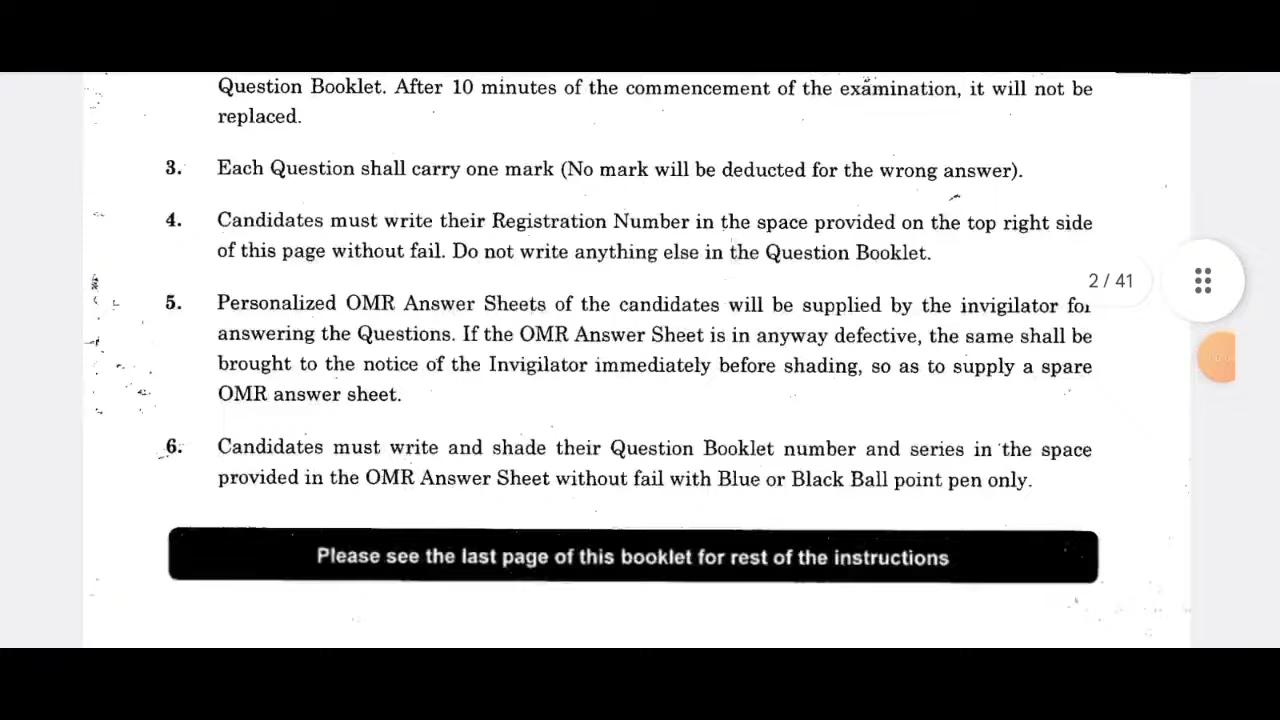 Question Booklet. After 10 minutes of the commencement of the examination, it will not be
replaced.
3. Each Question shall carry one mark (No mark will be deducted for the wrong answer).
4. Candidates must write their Registration Number in the space provided on the top right side
of this page without fail. Do not write anything else in the Question Booklet.
2 / 41
5. Personalized OMR Answer Sheets of the candidates will be supplied by the invigilator for
answering the Questions. If the OMR Answer Sheet is in anyway defective, the same shall be
brought to the notice of the Invigilator immediately before shading, so as to supply a spare
OMR answer sheet.
6. Candidates must write and shade their Question Booklet number and series in the space
provided in the OMR Answer Sheet without fail with Blue or Black Ball point pen only.
Please see the last page of this booklet for rest of the instructions